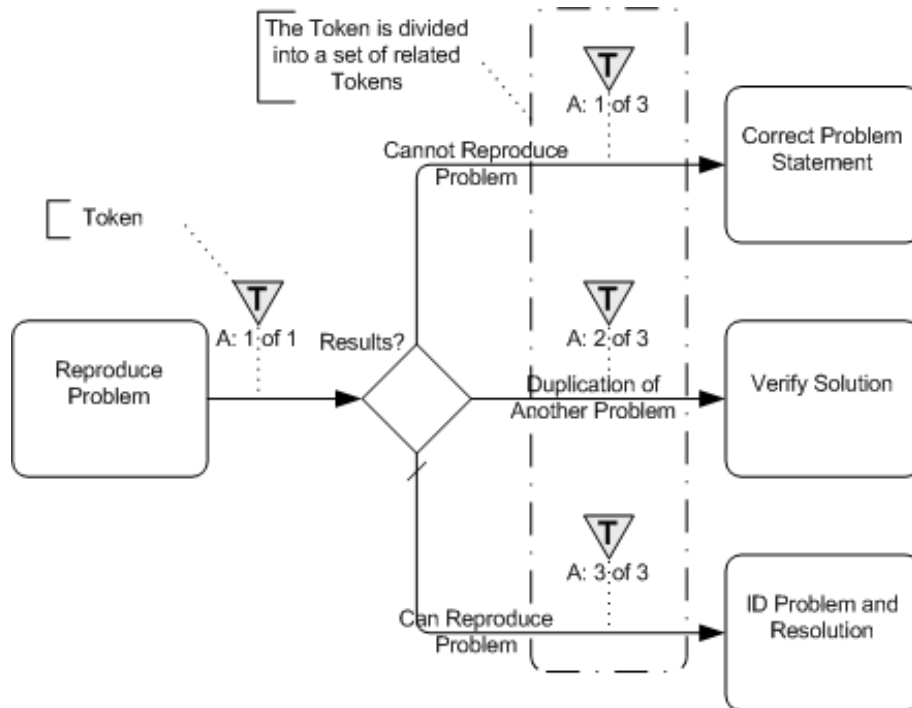 The Token is divided
into a set of related
Tokens
T
A: 1 of 3
Cannot Reproduce
Problem
Correct Problem
Statement
Token
T
A: 1 of 1
Reproduce
Problem
Results?
T
A: 2 of 3
Duplication of
Another Problem
Verify Solution
T
A: 3 of 3
Can Reproduce
Problem
ID Problem and
Resolution